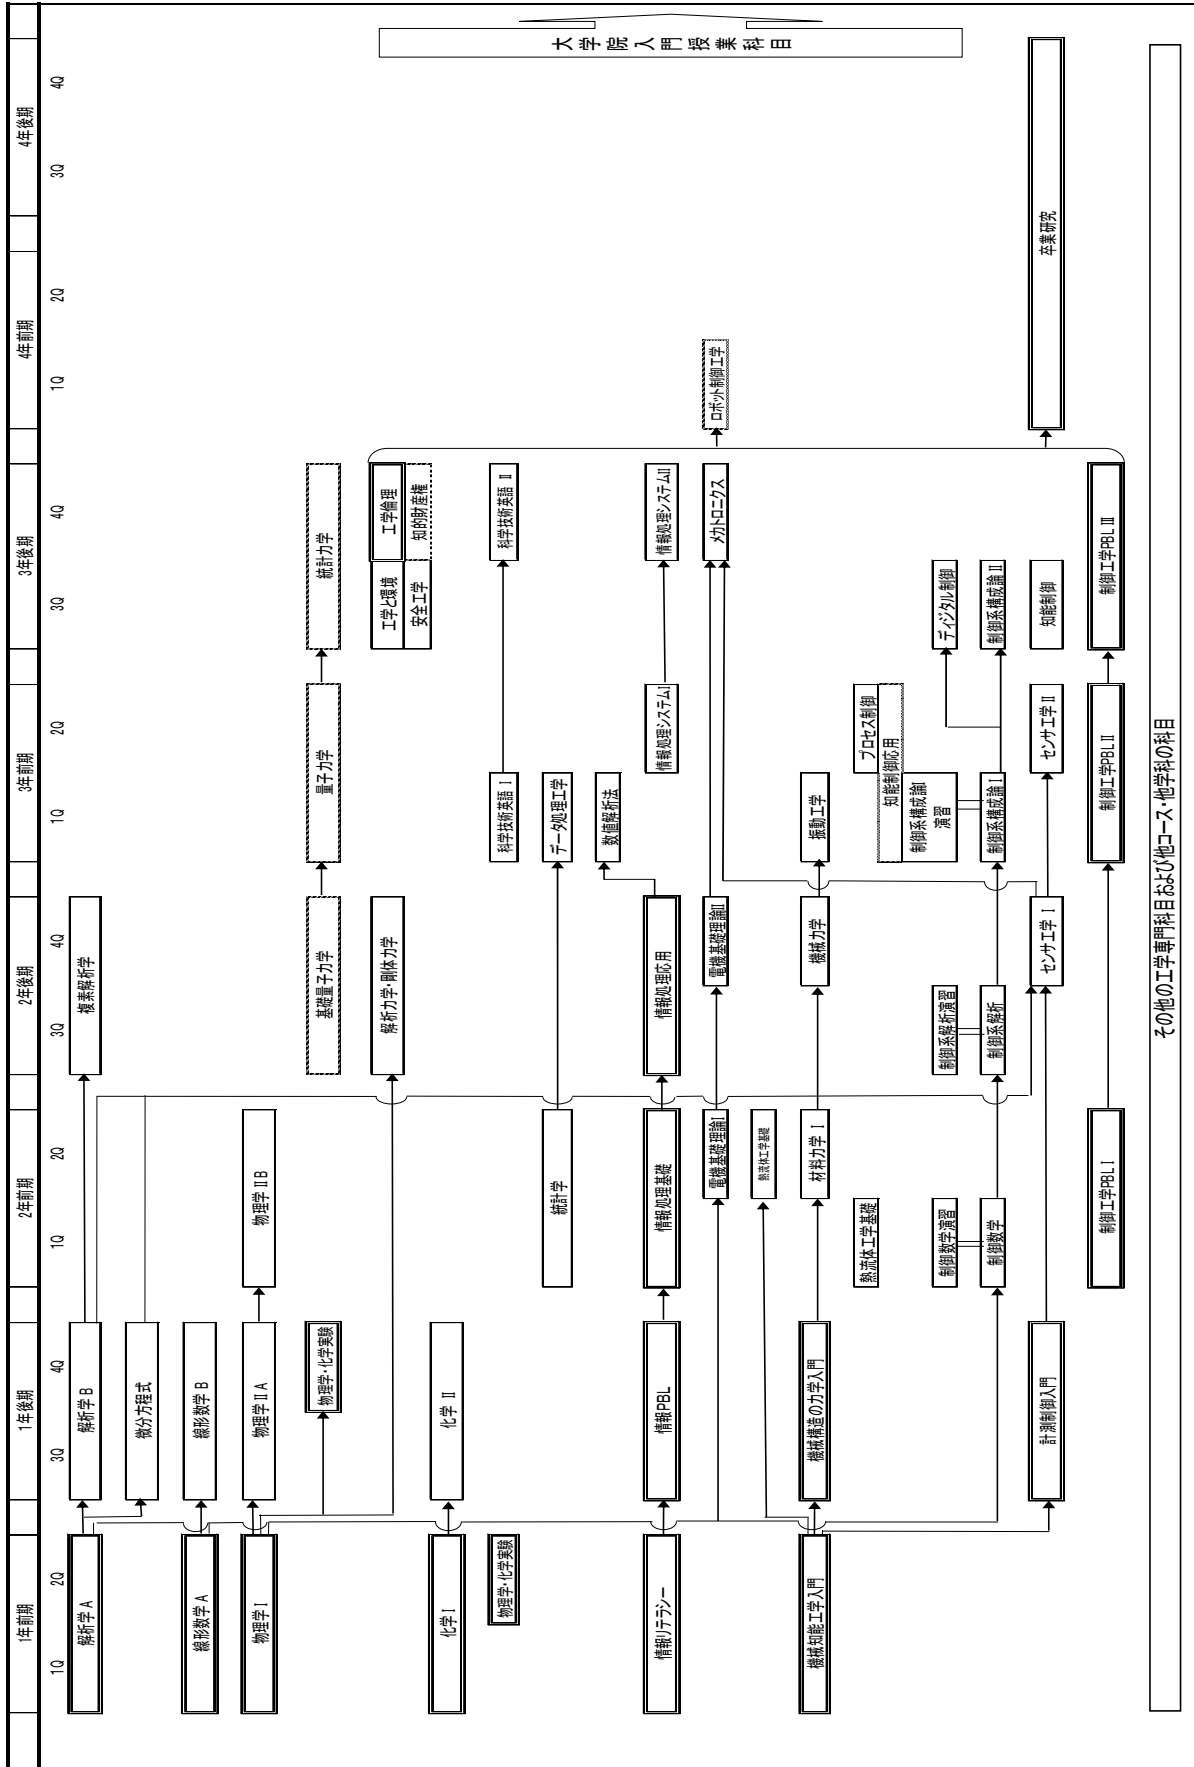 1年前期
1年後期
2年前期
2年後期
3年前期
3年後期
4年前期
4年後期
1Q
2Q
3Q
4Q
1Q
2Q
3Q
4Q
1Q
2Q
3Q
4Q
1Q
2Q
3Q
4Q
解析学 A
解析学 B
複素解析学
微分方程式
線形数学 A
線形数学 B
物理学 I
物理学 II A
物理学 II B
物理学・化学実験
基礎量子力学
量子力学
統計力学
解析力学・剛体力学
工学と環境
工学倫理
安全工学
知的財産権
大学院入門授業科目
化学 I
化学 II
物理学・化学実験
科学技術英語 I
科学技術英語 II
統計学
データ処理工学
数値解析法
情報リテラシー
情報PBL
情報処理基礎
情報処理応用
情報処理システムI
情報処理システムII
電機基礎理論I
電機基礎理論II
メカトロニクス
ロボット制御工学
熱流体工学基礎
機械知能工学入門
機械構造の力学入門
材料力学 I
機械力学
振動工学
熱流体工学基礎
プロセス制御
知能制御応用
制御系構成論I
演習
制御数学演習
制御系解析演習
ディジタル制御
制御数学
制御系解析
制御系構成論 I
制御系構成論 II
計測制御入門
センサ工学 I
センサ工学 II
知能制御
卒業研究
制御工学PBL I
制御工学PBL II
制御工学PBL III
その他の工学専門科目および他コース・他学科の科目